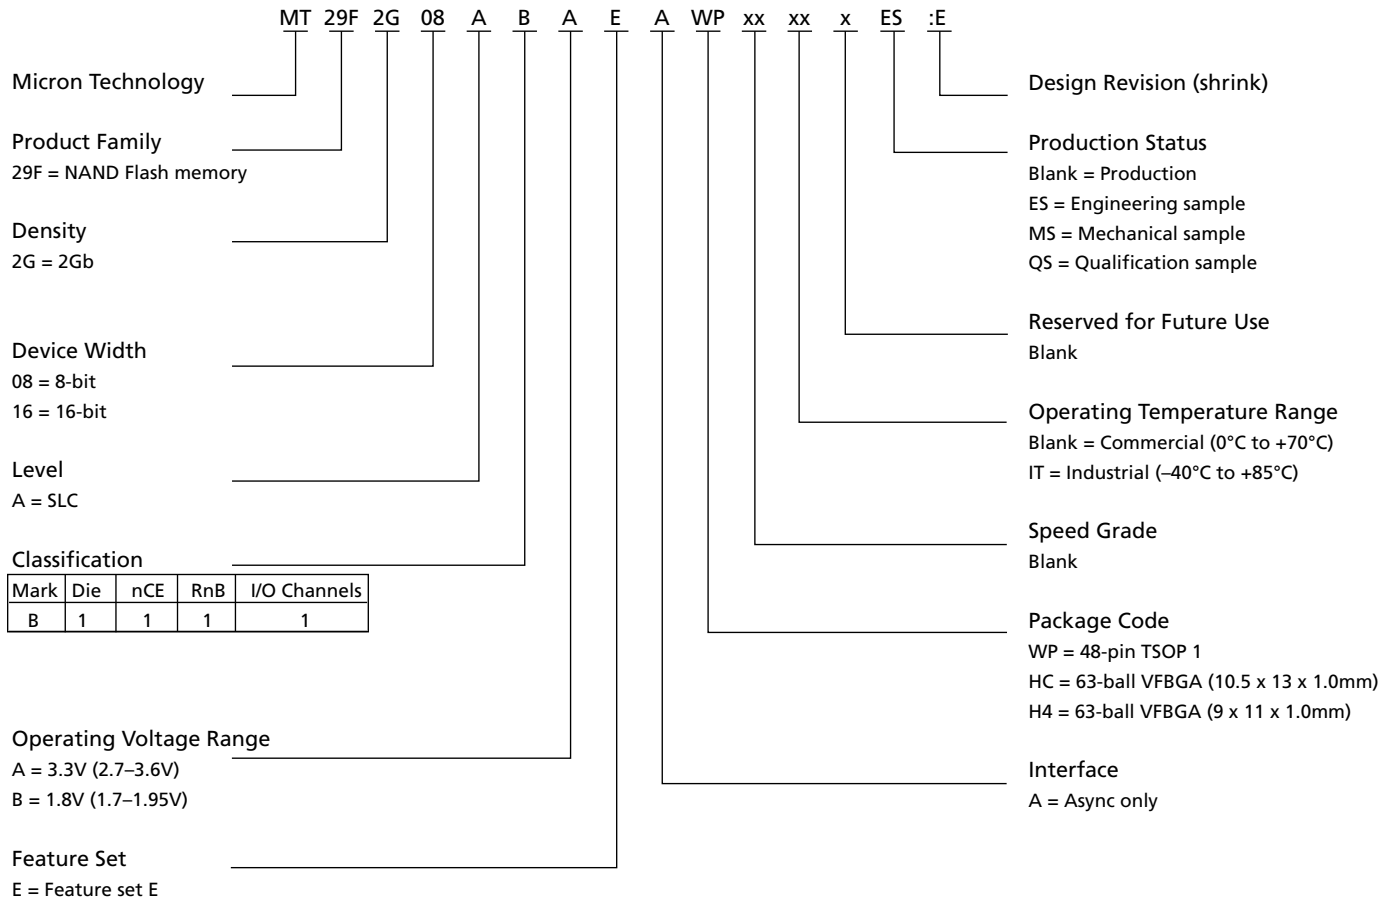 MT 29F 2G 08 A B A E A WP xx xx x ES :E
Micron Technology
Product Family
29F = NAND Flash memory
Density
2G = 2Gb
Device Width
08 = 8-bit
16 = 16-bit
Level
A = SLC
Classification
Mark Die nCE RnB I/O Channels
B 1 1 1 1
Operating Voltage Range
A = 3.3V (2.7–3.6V)
B = 1.8V (1.7–1.95V)
Feature Set
E = Feature set E
Design Revision (shrink)
Production Status
Blank = Production
ES = Engineering sample
MS = Mechanical sample
QS = Qualification sample
Reserved for Future Use
Blank
Operating Temperature Range
Blank = Commercial (0°C to +70°C)
IT = Industrial (–40°C to +85°C)
Speed Grade
Blank
Package Code
WP = 48-pin TSOP 1
HC = 63-ball VFBGA (10.5 x 13 x 1.0mm)
H4 = 63-ball VFBGA (9 x 11 x 1.0mm)
Interface
A = Async only